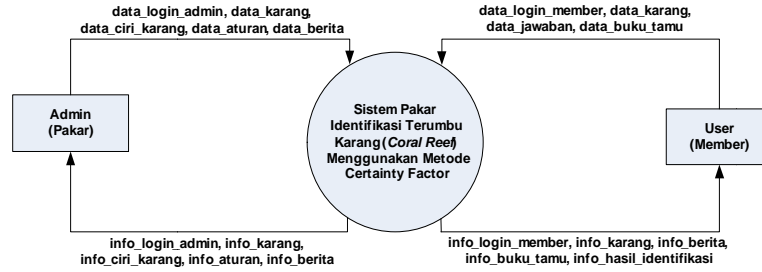 data_login_admin, data_karang,
data_ciri_karang, data_aturan, data_berita
data_login_member, data_karang,
data_jawaban, data_buku_tamu
Admin
(Pakar)
Sistem Pakar
Identifikasi Terumbu
Karang (Coral Reef)
Menggunakan Metode
Certainty Factor
User
(Member)
info_login_admin, info_karang,
info_ciri_karang, info_aturan, info_berita
info_login_member, info_karang, info_berita,
info_buku_tamu, info_hasil_identifikasi